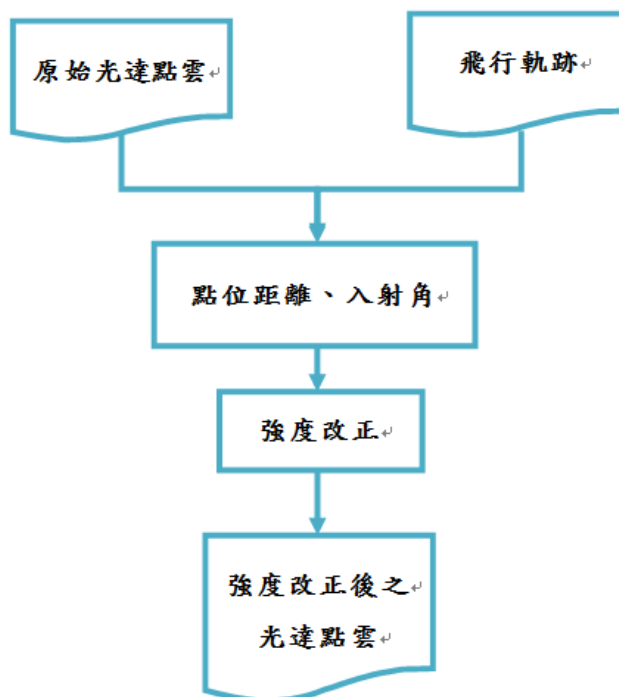 原始光達點雲
飛行軌跡
點位距離、入射角
強度改正
強度改正後之
光達點雲